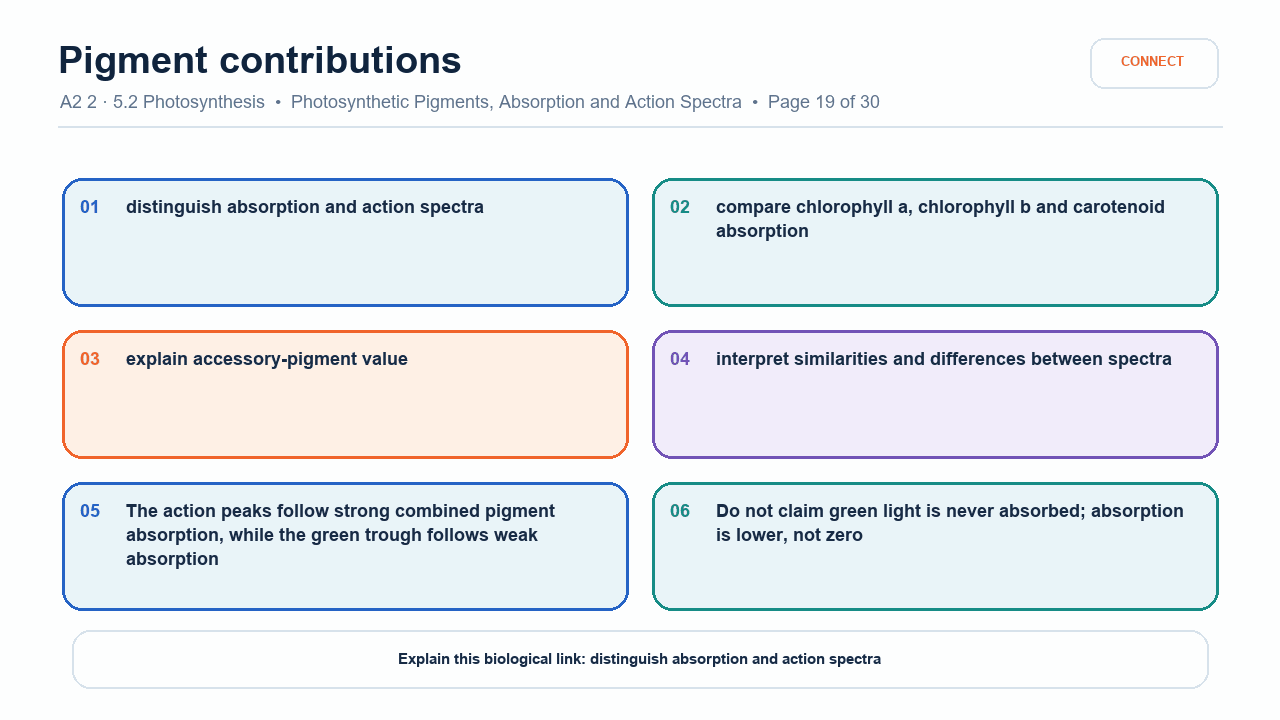 Pigment contributions
CONNECT
A2 2 · 5.2 Photosynthesis • Photosynthetic Pigments, Absorption and Action Spectra • Page 19 of 30
01 distinguish absorption and action spectra
02 compare chlorophyll a, chlorophyll b and carotenoid
absorption
03 explain accessory-pigment value
04 interpret similarities and differences between spectra
05 The action peaks follow strong combined pigment
absorption, while the green trough follows weak
absorption
06 Do not claim green light is never absorbed; absorption
is lower, not zero
Explain this biological link: distinguish absorption and action spectra